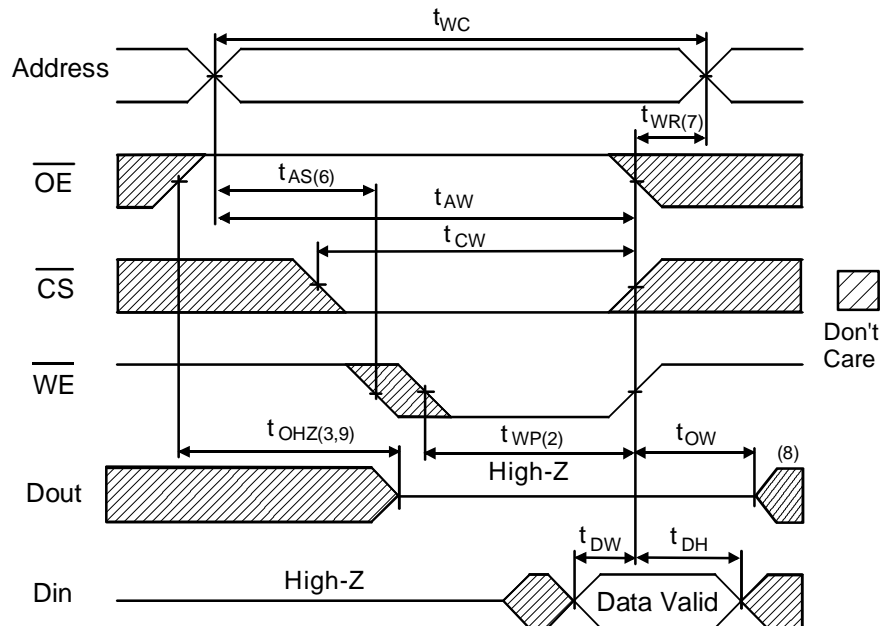 tWC
Address
tWR(7)
OE
tAS(6)
tAW
tCW
CS
Don't
Care
WE
tOHZ(3,9)
tWP(2)
tOW
High-Z
(8)
Dout
tDW
tDH
High-Z
Din
Data Valid